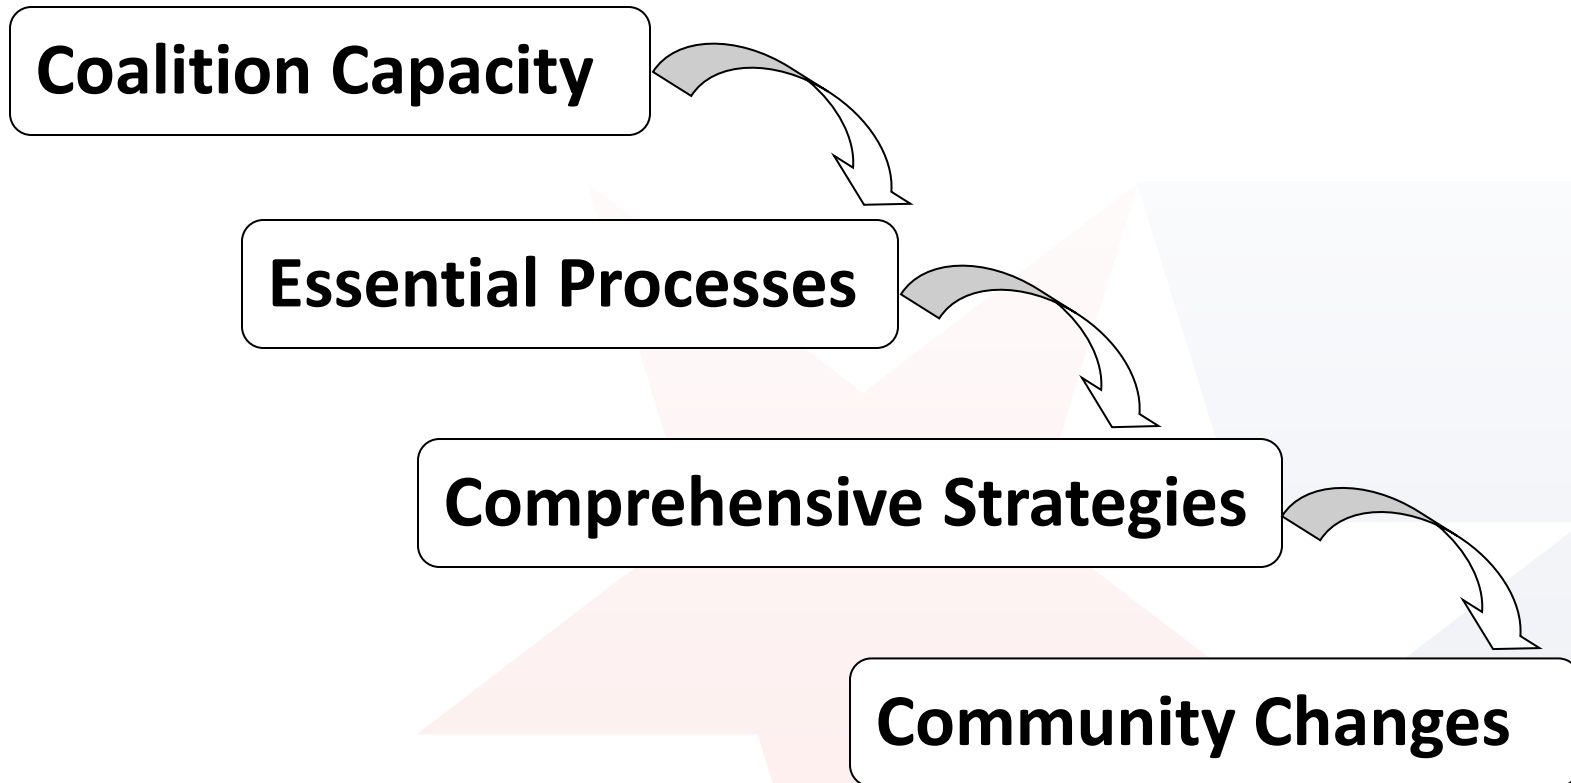 Coalition Capacity
Essential Processes
Comprehensive Strategies
Community Changes